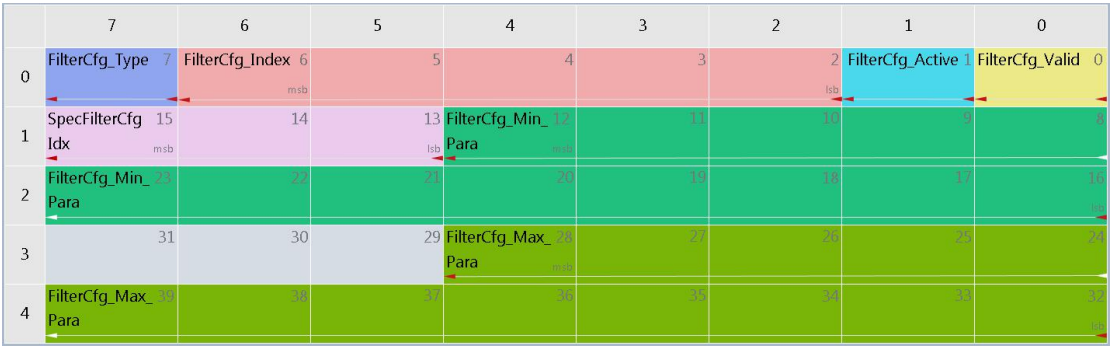 7 6 5 4 3 2 1 0
0 FilterCfg_Type 7 FilterCfg_Index 6 5 4 3 2 FilterCfg_Active 1 FilterCfg_Valid 0
msb lsb
1 SpecFilterCfg 15 14 13 FilterCfg_Min_ 12 11 10 9 8
Idx msb lsb Para msb
2 FilterCfg_Min_ 23 22 21 20 19 18 17 16
Para lsb
3 31 30 29 FilterCfg_Max_ 28 27 26 25 24
Para msb
4 FilterCfg_Max_ 39 38 37 36 35 34 33 32
Para lsb